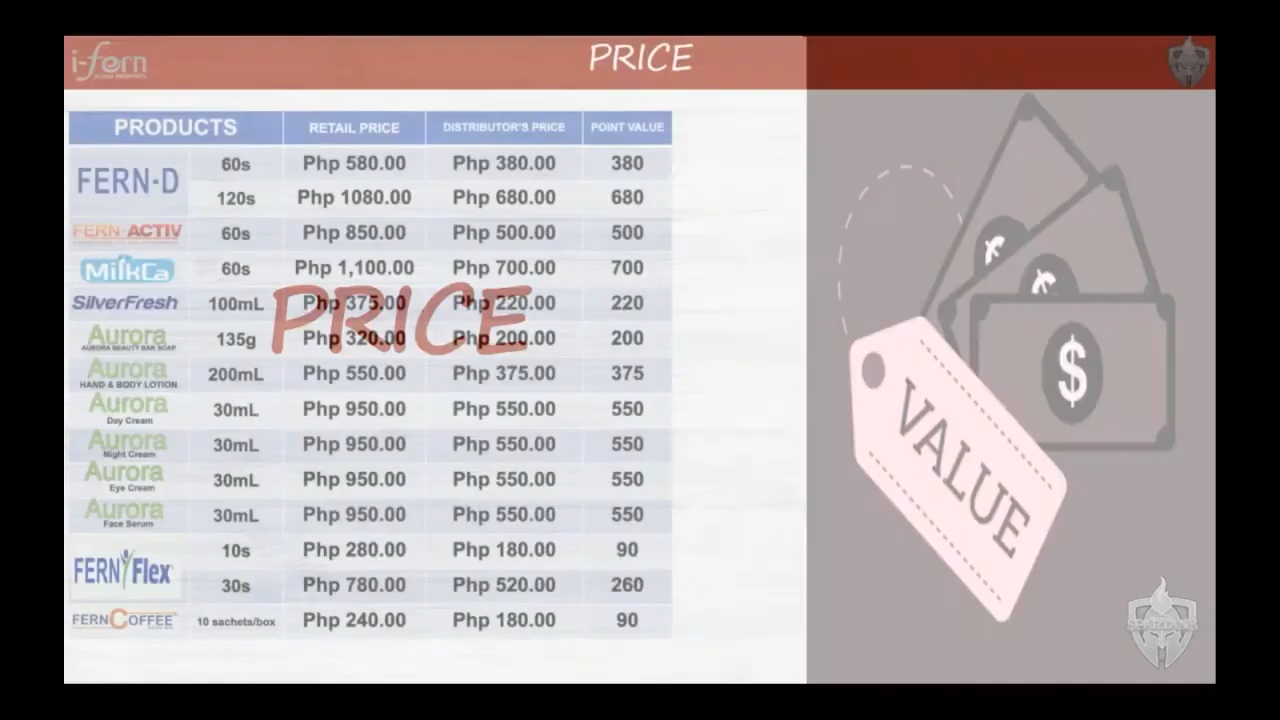 i-fern
PRICE
PRODUCTS RETAIL PRICE DISTRIBUTOR'S PRICE POINT VALUE
FERN-D 60s Php 580.00 Php 380.00 380
120s Php 1080.00 Php 680.00 680
FERN-ACTIV 60s Php 850.00 Php 500.00 500
MilkCa 60s Php 1,100.00 Php 700.00 700
SilverFresh 100mL Php 375.00 Php 220.00 220
PRICE
Aurora 135g Php 320.00 Php 200.00 200
AURORA BEAUTY BAR SOAP
Aurora 200mL Php 550.00 Php 375.00 375
HAND & BODY LOTION
Aurora 30mL Php 950.00 Php 550.00 550
Day Cream
Aurora 30mL Php 950.00 Php 550.00 550
Night Cream
Aurora 30mL Php 950.00 Php 550.00 550
Eye Cream
Aurora 30mL Php 950.00 Php 550.00 550
Face Serum
FERN Flex 10s Php 280.00 Php 180.00 90
30s Php 780.00 Php 520.00 260
FERNCOFFEE 10 sachets/box Php 240.00 Php 180.00 90
$
VALUE
SPARTANS